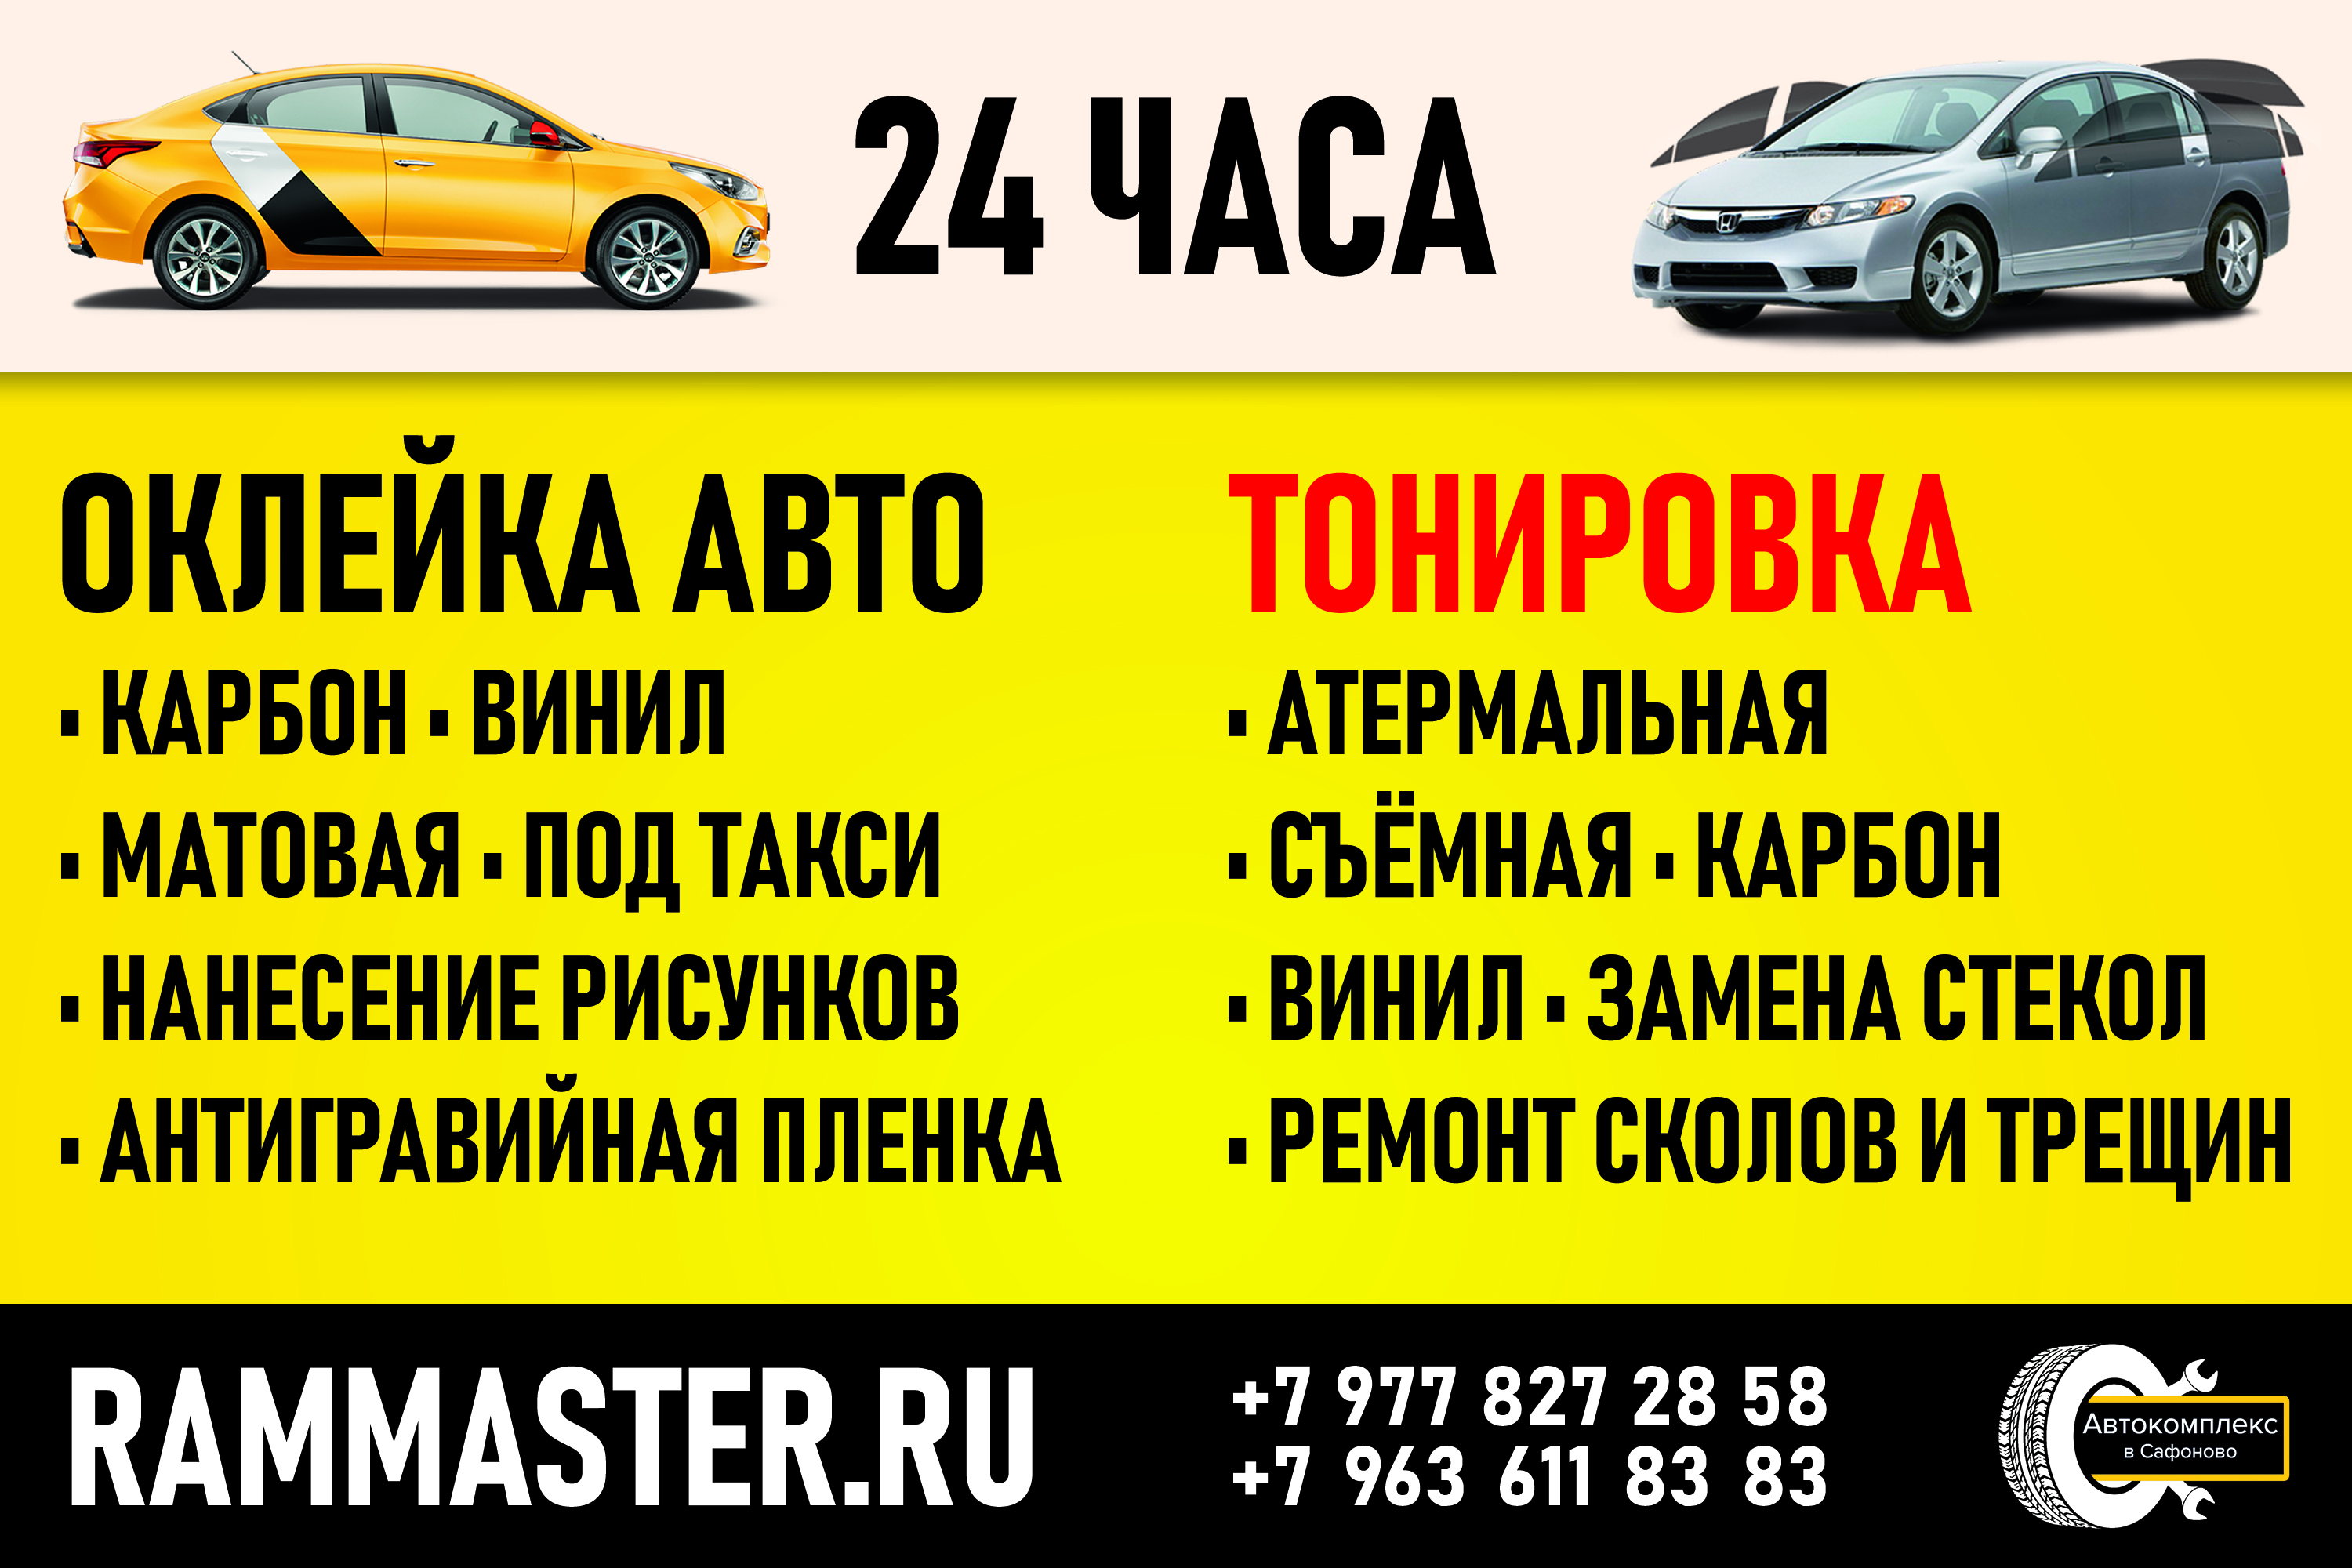 24 ЧАСА
ОКЛЕЙКА АВТО
▪ КАРБОН ▪ ВИНИЛ
▪ МАТОВАЯ ▪ ПОД ТАКСИ
▪ НАНЕСЕНИЕ РИСУНКОВ
▪ АНТИГРАВИЙНАЯ ПЛЕНКА
ТОНИРОВКА
▪ АТЕРМАЛЬНАЯ
▪ СЪЁМНАЯ ▪ КАРБОН
▪ ВИНИЛ ▪ ЗАМЕНА СТЕКОЛ
▪ РЕМОНТ СКОЛОВ И ТРЕЩИН
RAMMASTER.RU
+7 977 827 28 58
+7 963 611 83 83
Автокомплекс
в Сафоново